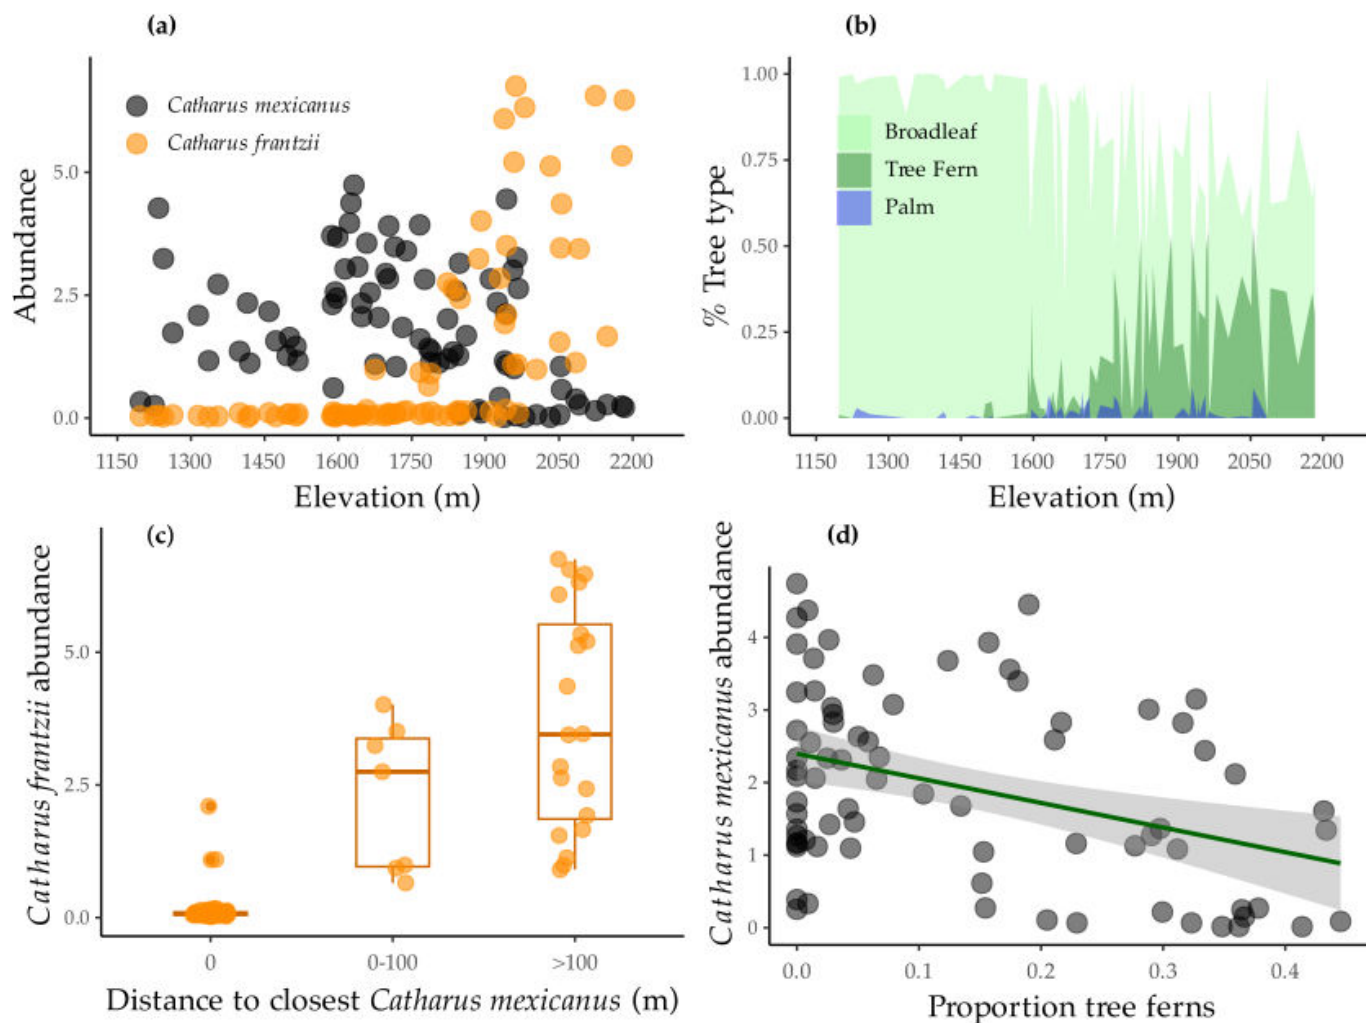 (a)
Abundance
Catharus mexicanus
Catharus frantzii
5.0
2.5
0.0
1150 1300 1450 1600 1750 1900 2050 2200
Elevation (m)
(b)
% Tree type
1.00
0.75
0.50
0.25
0.00
Broadleaf
Tree Fern
Palm
1150 1300 1450 1600 1750 1900 2050 2200
Elevation (m)
(c)
Catharus frantzii abundance
5.0
2.5
0.0
0 0-100 >100
Distance to closest Catharus mexicanus (m)
(d)
Catharus mexicanus abundance
4
3
2
1
0
0.0 0.1 0.2 0.3 0.4
Proportion tree ferns